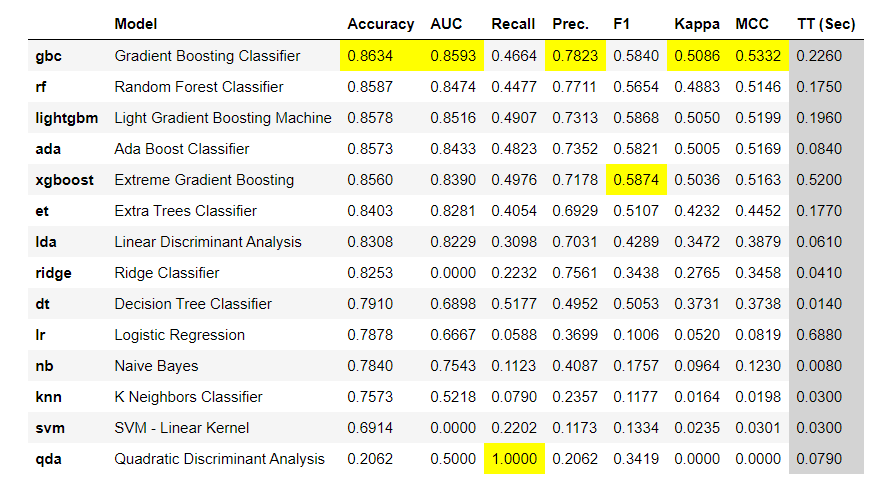 Model Accuracy AUC Recall Prec. F1 Kappa MCC TT (Sec)
gbc Gradient Boosting Classifier 0.8634 0.8593 0.4664 0.7823 0.5840 0.5086 0.5332 0.2260
rf Random Forest Classifier 0.8587 0.8474 0.4477 0.7711 0.5654 0.4883 0.5146 0.1750
lightgbm Light Gradient Boosting Machine 0.8578 0.8516 0.4907 0.7313 0.5868 0.5050 0.5199 0.1960
ada Ada Boost Classifier 0.8573 0.8433 0.4823 0.7352 0.5821 0.5005 0.5169 0.0840
xgboost Extreme Gradient Boosting 0.8560 0.8390 0.4976 0.7178 0.5874 0.5036 0.5163 0.5200
et Extra Trees Classifier 0.8403 0.8281 0.4054 0.6929 0.5107 0.4232 0.4452 0.1770
lda Linear Discriminant Analysis 0.8308 0.8229 0.3098 0.7031 0.4289 0.3472 0.3879 0.0610
ridge Ridge Classifier 0.8253 0.0000 0.2232 0.7561 0.3438 0.2765 0.3458 0.0410
dt Decision Tree Classifier 0.7910 0.6898 0.5177 0.4952 0.5053 0.3731 0.3738 0.0140
lr Logistic Regression 0.7878 0.6667 0.0588 0.3699 0.1006 0.0520 0.0819 0.6880
nb Naive Bayes 0.7840 0.7543 0.1123 0.4087 0.1757 0.0964 0.1230 0.0080
knn K Neighbors Classifier 0.7573 0.5218 0.0790 0.2357 0.1177 0.0164 0.0198 0.0300
svm SVM - Linear Kernel 0.6914 0.0000 0.2202 0.1173 0.1334 0.0235 0.0301 0.0300
qda Quadratic Discriminant Analysis 0.2062 0.5000 1.0000 0.2062 0.3419 0.0000 0.0000 0.0790